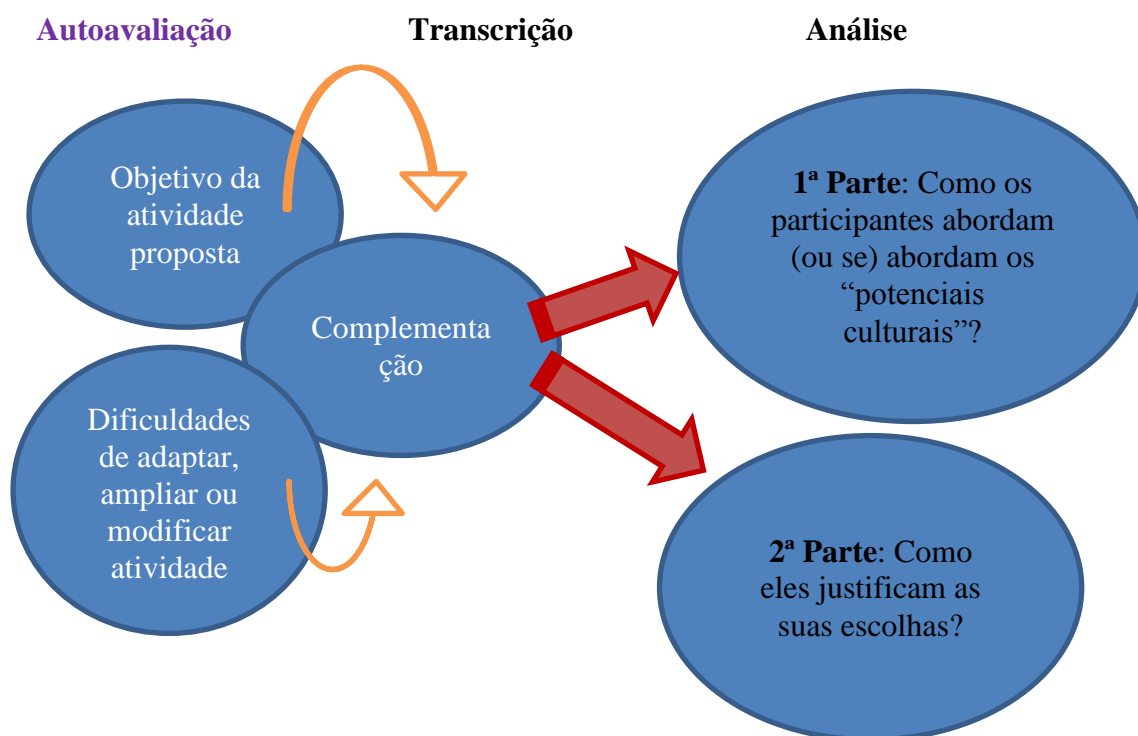 Autoavaliação
Transcrição
Análise
Objetivo da
atividade
proposta
Dificuldades
de adaptar,
ampliar ou
modificar
atividade
Complementa
ção
1ª Parte: Como os
participantes abordam
(ou se) abordam os
“potenciais
culturais”?
2ª Parte: Como
eles justificam as
suas escolhas?